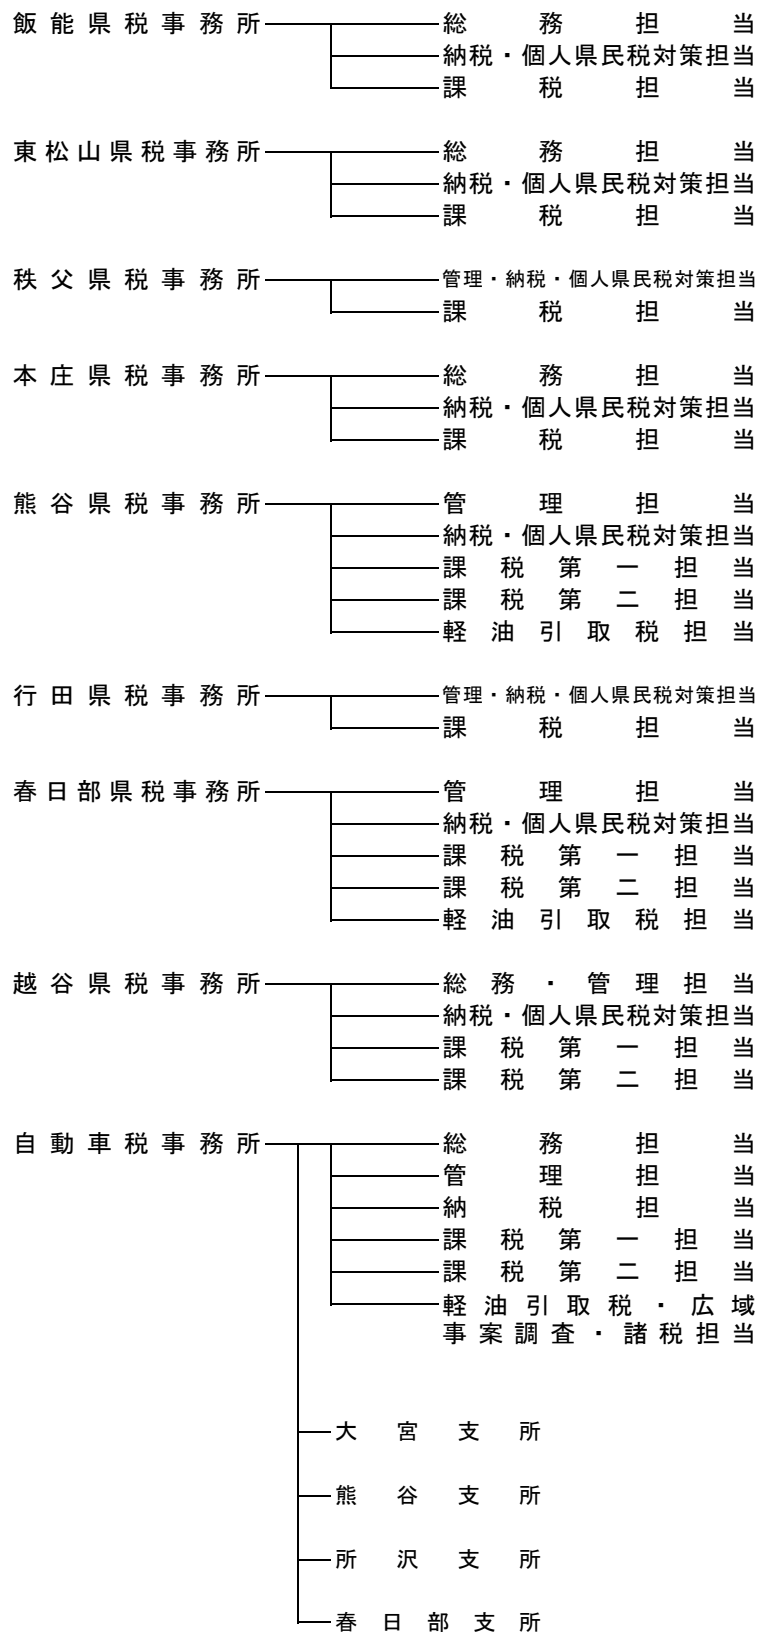 飯能県税事務所 総務担当
納税・個人県民税対策担当
課税担当
東松山県税事務所 総務担当
納税・個人県民税対策担当
課税担当
秩父県税事務所 管理・納税・個人県民税対策担当
課税担当
本庄県税事務所 総務担当
納税・個人県民税対策担当
課税担当
熊谷県税事務所 管理担当
納税・個人県民税対策担当
課税第一担当
課税第二担当
軽油引取税担当
行田県税事務所 管理・納税・個人県民税対策担当
課税担当
春日部県税事務所 管理担当
納税・個人県民税対策担当
課税第一担当
課税第二担当
軽油引取税担当
越谷県税事務所 総務・管理担当
納税・個人県民税対策担当
課税第一担当
課税第二担当
自動車税事務所 総務担当
管理担当
納税担当
課税第一担当
課税第二担当
軽油引取税・広域
事案調査・諸税担当
大宮支所
熊谷支所
所沢支所
春日部支所